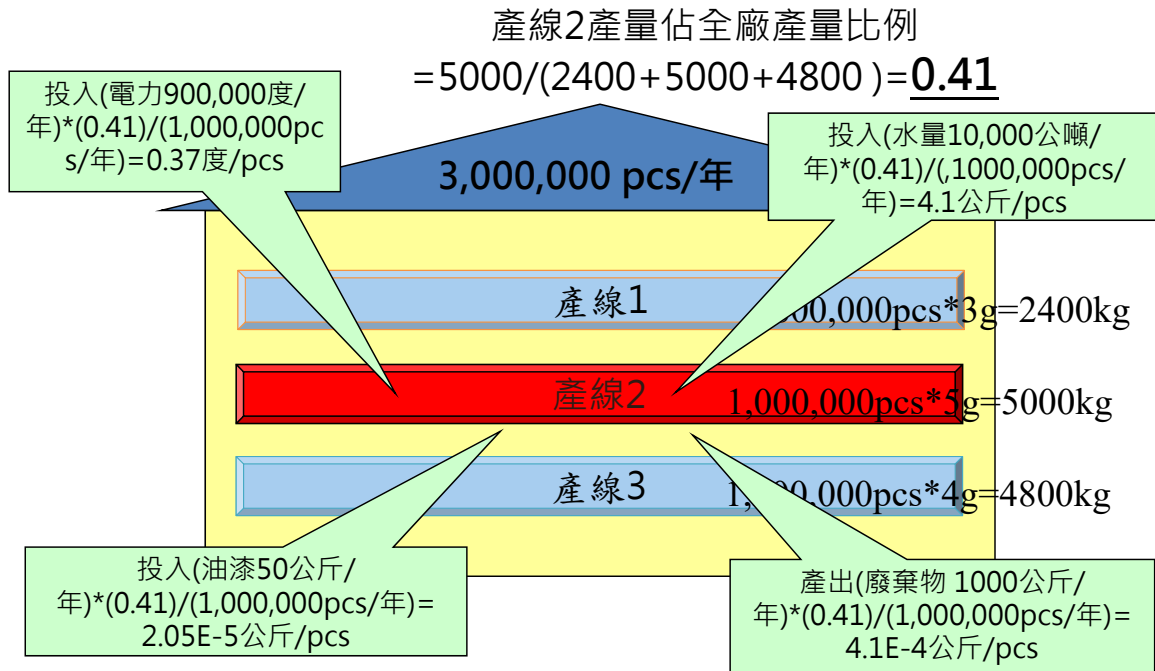 產線2產量佔全廠產量比例
=5000/(2400+5000+4800 )=0.41
投入(電力900,000度/
年)*(0.41)/(1,000,000pc
s/年)=0.37度/pcs
投入(水量10,000公噸/
年)*(0.41)/(,1000,000pcs/
年)=4.1公斤/pcs
3,000,000 pcs/年
產線1
00,000pcs*3g=2400kg
產線2
1,000,000pcs*5g=5000kg
產線3
00,000pcs*4g=4800kg
投入(油漆50公斤/
年)*(0.41)/(1,000,000pcs/年)=
2.05E-5公斤/pcs
產出(廢棄物 1000公斤/
年)*(0.41)/(1,000,000pcs/年)=
4.1E-4公斤/pcs